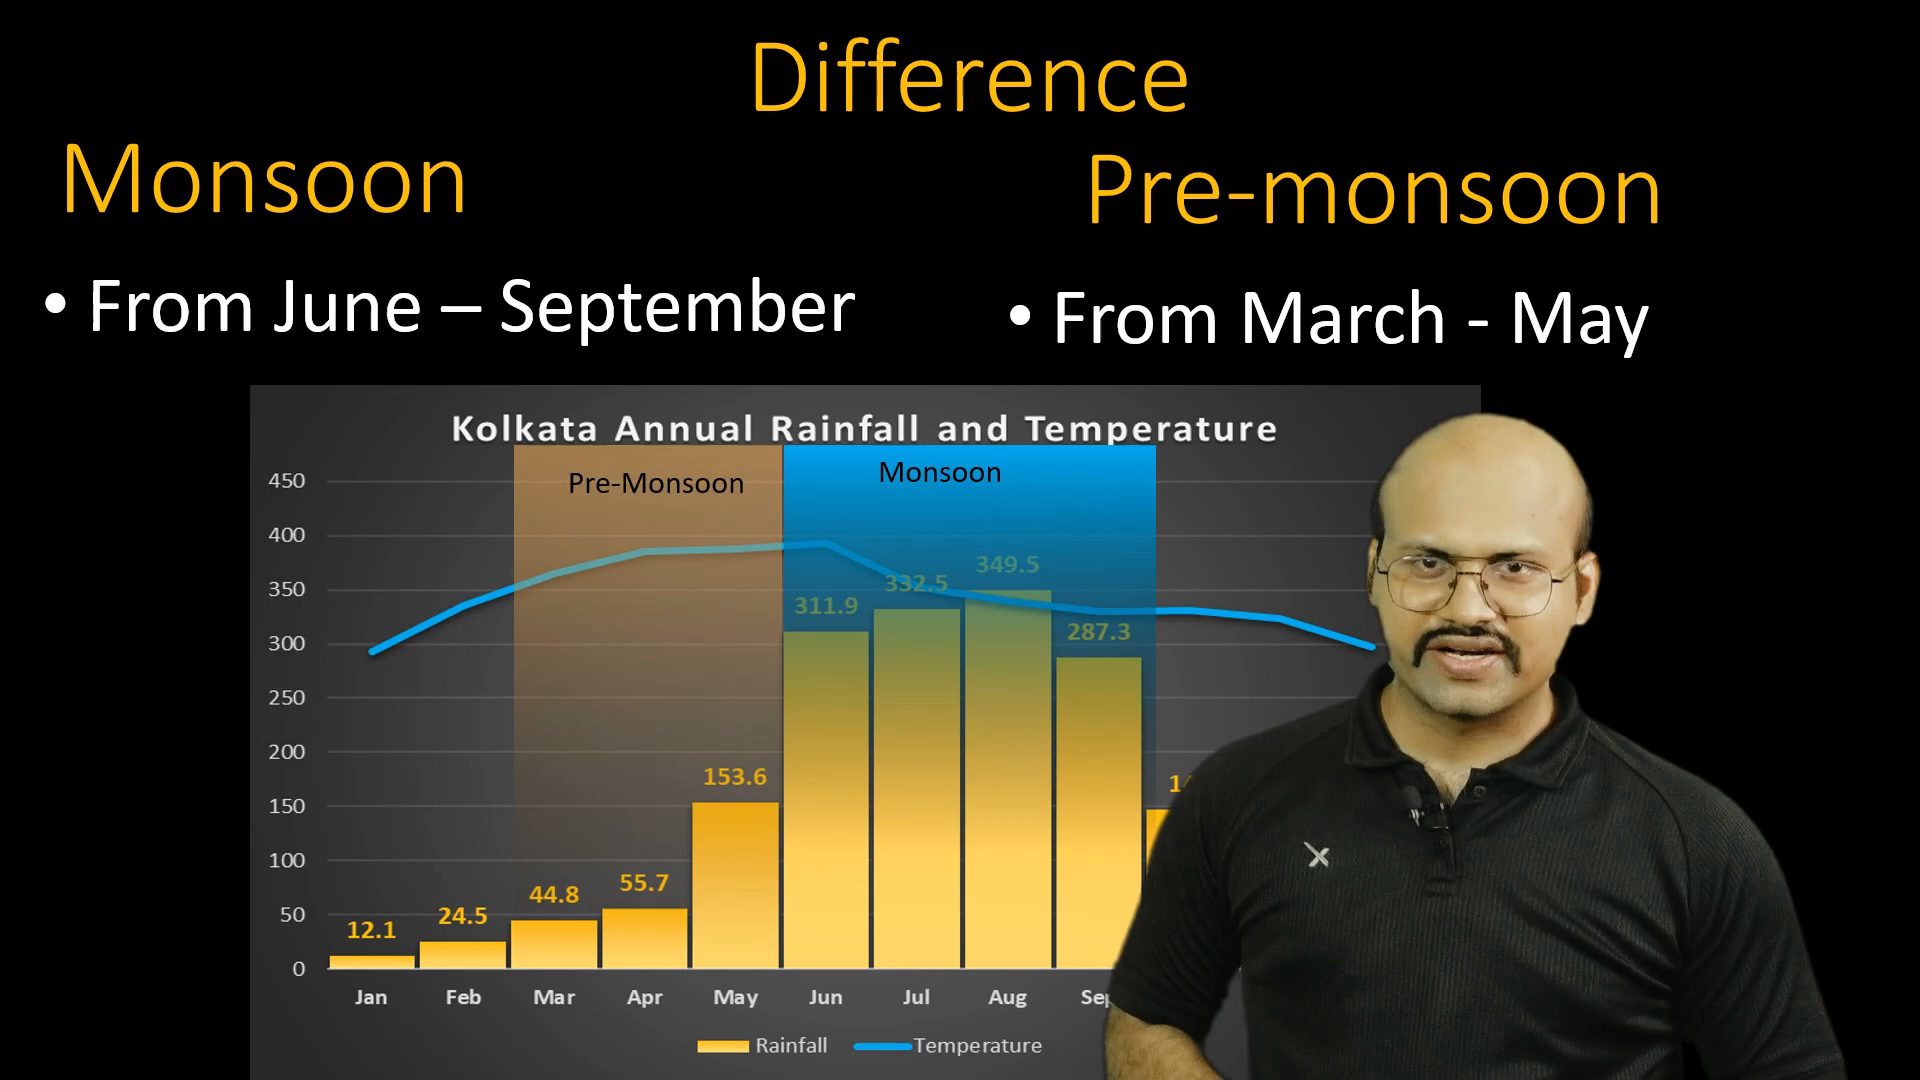 Difference
Monsoon
Pre-monsoon
• From June – September
• From March - May
Kolkata Annual Rainfall and Temperature
Pre-Monsoon
Monsoon
450
400
350
300
250
200
150
100
50
0
12.1
24.5
44.8
55.7
153.6
311.9
332.5
349.5
287.3
Jan
Feb
Mar
Apr
May
Jun
Jul
Aug
Rainfall
Temperature